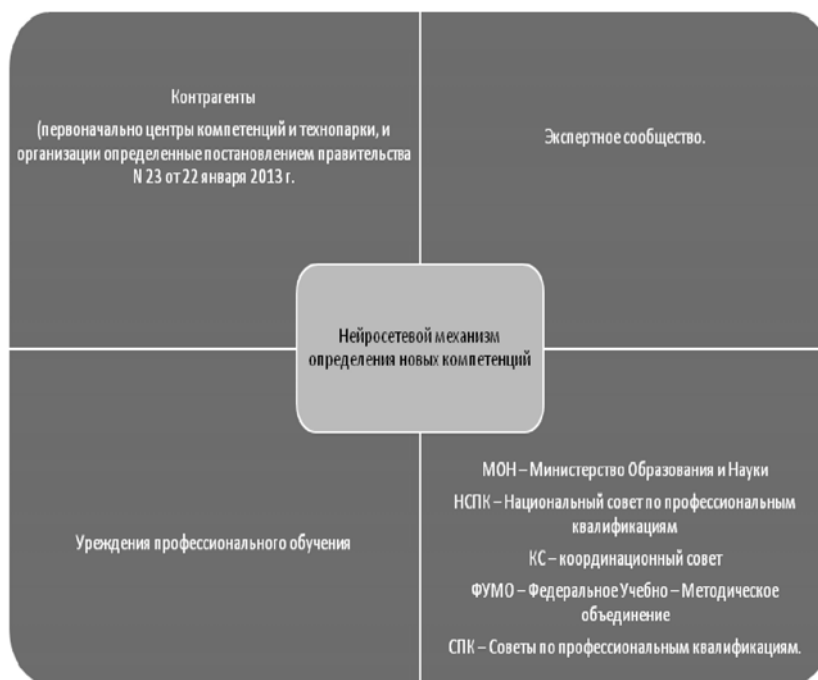 Контрагенты
(первоначально центры компетенций и технопарки, и
организации определенные постановлением правительства
N 23 от 22 января 2013 г.
Экспертное сообщество.
Нейросетевой механизм
определения новых компетенций
Уреждения профессионального обучения
МОН – Министерство Образования и Науки
НСПК – Национальный совет по профессиональным
квалификациям
КС – координационный совет
ФУМО – Федеральное Учебно – Методическое
объединение
СПК – Советы по профессиональным квалификациям.